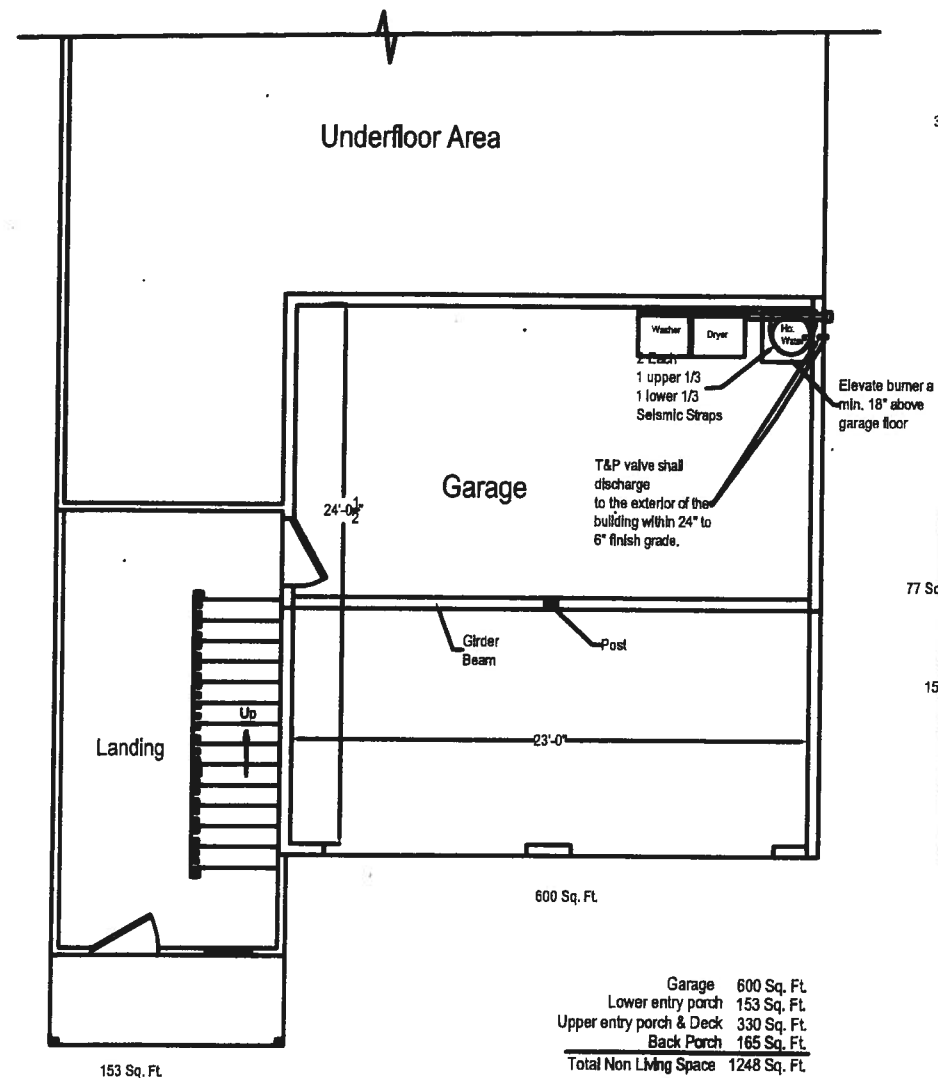 Underfloor Area
Washer
Dryer
Water
2 Each
1 upper 1/3
1 lower 1/3
Seismic Straps
Elevate burner a
min. 18" above
garage floor
T&P valve shall
discharge
to the exterior of the
building within 24" to
6" finish grade.
Garage
77 Sq
Girder
Beam
Post
15
Up
Landing
23'-0"
600 Sq. Ft.
Garage 600 Sq. Ft.
Lower entry porch 153 Sq. Ft.
Upper entry porch & Deck 330 Sq. Ft.
Back Porch 165 Sq. Ft.
Total Non Living Space 1248 Sq. Ft.
153 Sq. Ft.